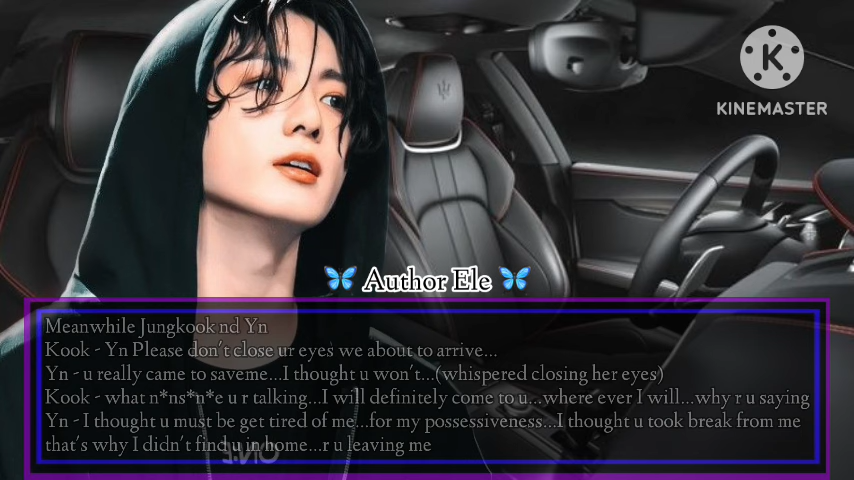 KINEMASTER
🦋 Author Ele 🦋
Meanwhile Jungkook nd Yn
Kook - Yn Please don't close ur eyes we about to arrive...
Yn - u really came to saveme...I thought u won't...(whispered closing her eyes)
Kook - what n*ns*n*e u r talking...I will definitely come to u...where ever I will...why r u saying
Yn - I thought u must be get tired of me...for my possessiveness...I thought u took break from me
that's why I didn't find u in home...r u leaving me